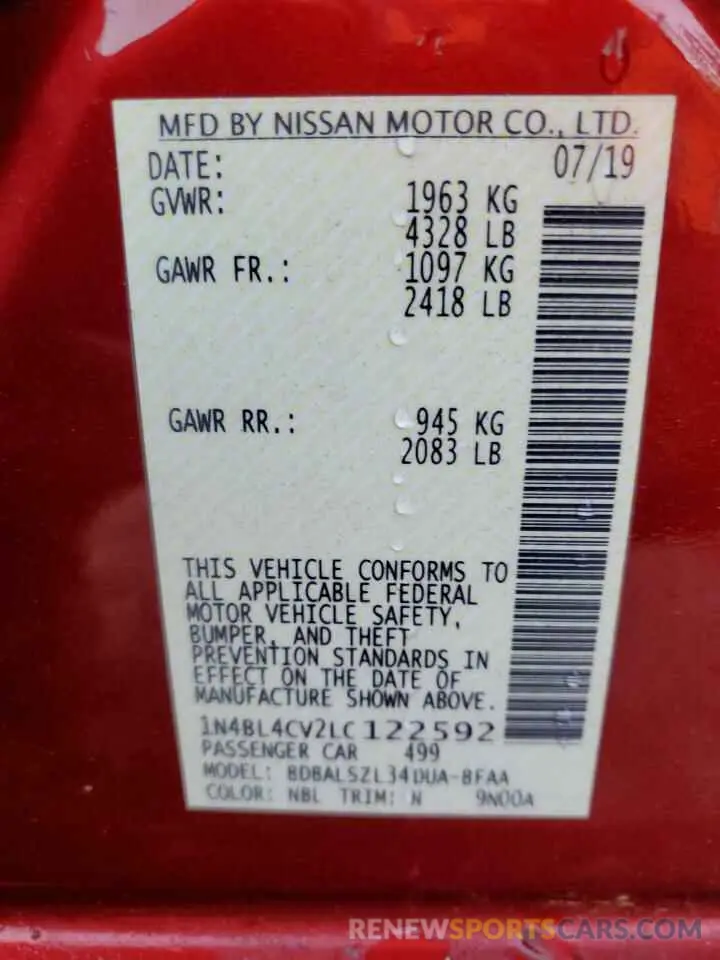 MFD BY NISSAN MOTOR CO., LTD.
DATE: 07/19
GVWR: 1963 KG
4328 LB
GAWR FR.: 1097 KG
2418 LB
GAWR RR.: 945 KG
2083 LB
THIS VEHICLE CONFORMS TO
ALL APPLICABLE FEDERAL
MOTOR VEHICLE SAFETY,
BUMPER, AND THEFT
PREVENTION STANDARDS IN
EFFECT ON THE DATE OF
MANUFACTURE SHOWN ABOVE.
1N4BL4CV2LC122592
PASSENGER CAR 499
MODEL: BDBALSZL34DUA-BFAA
COLOR: NBL TRIM: N 9N00A
RENEWSPORTSCARS.COM